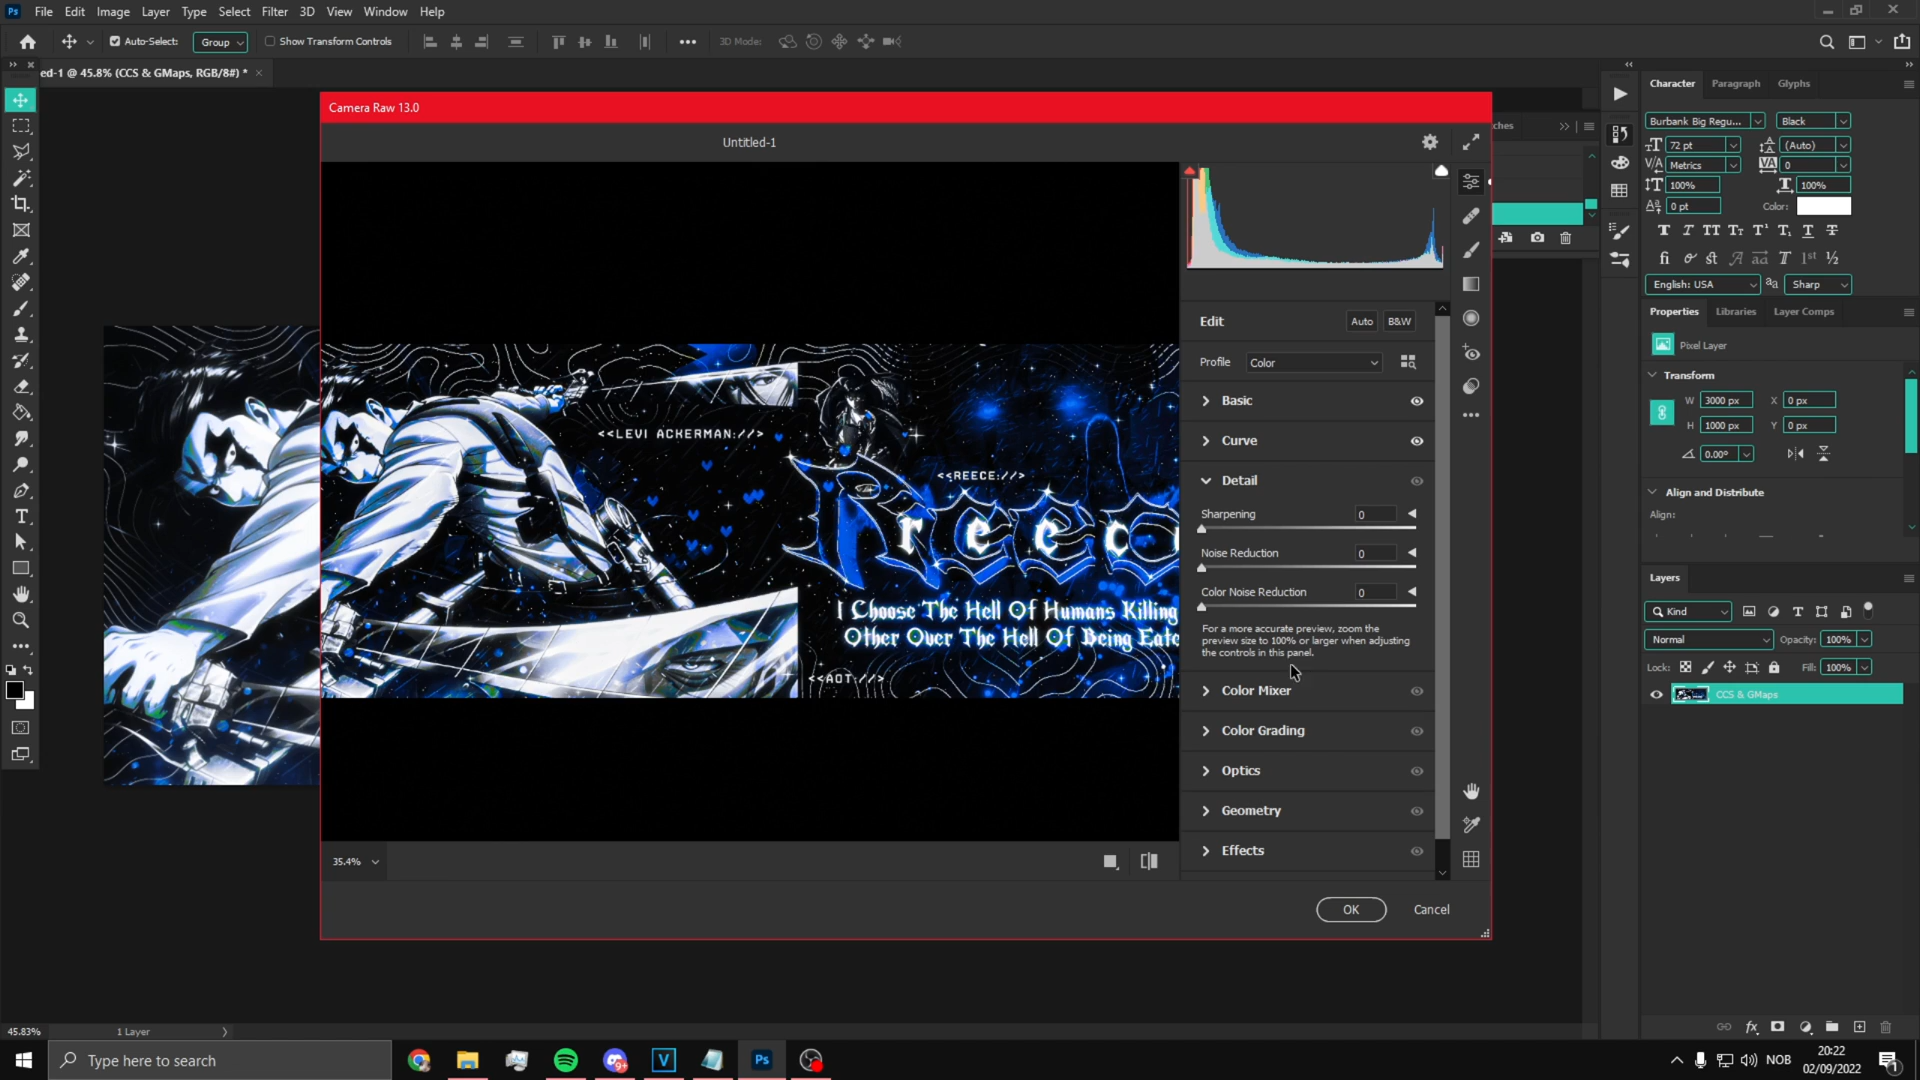 Ps File Edit Image Layer Type Select Filter 3D View Window Help
Auto-Select: Group Show Transform Controls 3D Mode:
ed-1 @ 45.8% (CCS & GMaps, RGB/8#) *
Camera Raw 13.0
Untitled-1
<<LEVI ACKERMAN://>
<<REECE://>
Reec
I Choose The Hell Of Humans Killing
Other Over The Hell Of Being Eate
<<AOT://>
35.4%
Edit Auto B&W
Profile Color
Basic
Curve
Detail
Sharpening 0
Noise Reduction 0
Color Noise Reduction 0
For a more accurate preview, zoom the
preview size to 100% or larger when adjusting
the controls in this panel.
Color Mixer
Color Grading
Optics
Geometry
Effects
OK Cancel
ches
Character Paragraph Glyphs
Burbank Big Regu... Black
72 pt (Auto)
Metrics 0
100% 100%
0 pt Color:
English: USA Sharp
Properties Libraries Layer Comps
Pixel Layer
Transform
W 3000 px X 0 px
H 1000 px Y 0 px
0.00°
Align and Distribute
Align:
Layers
Kind
Normal Opacity: 100%
Lock: Fill: 100%
CCS & GMaps
45.83% 1 Layer
Type here to search
9+
V
Ps
NOB
20:22
02/09/2022
1